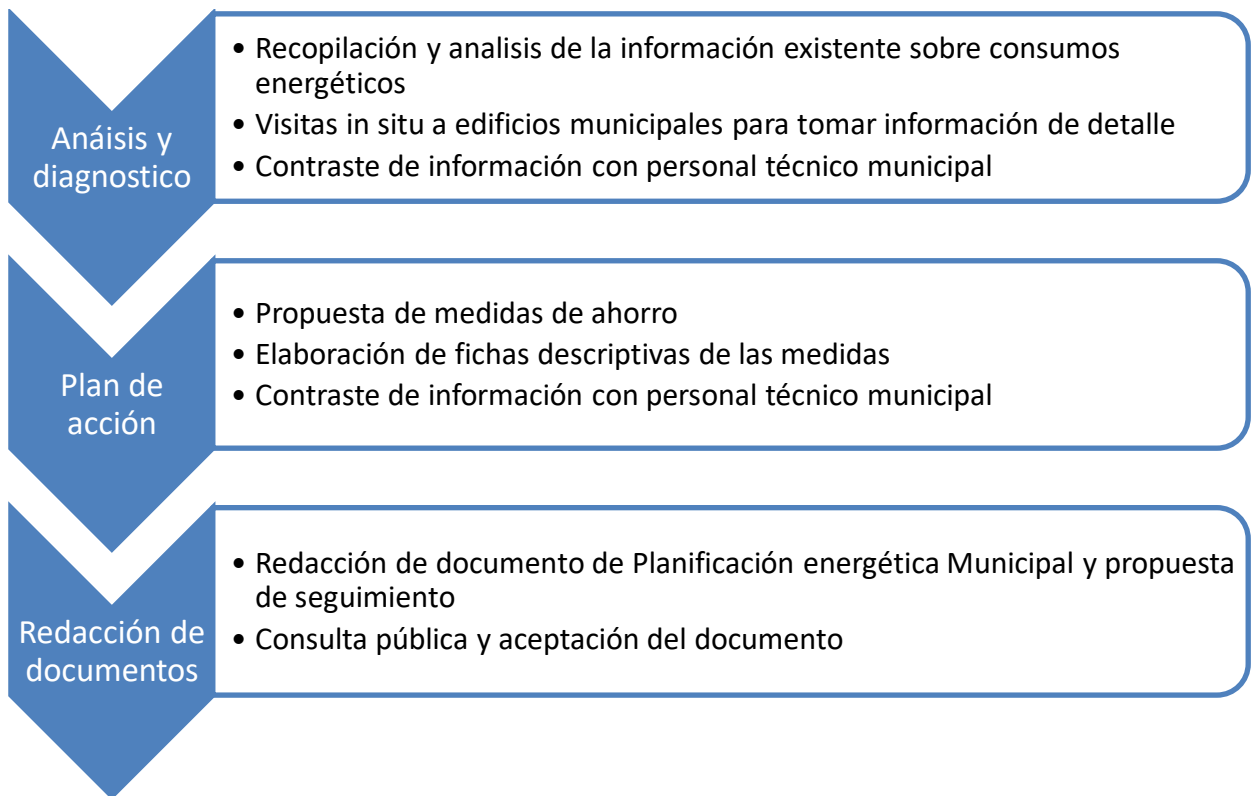 Anáisis y
diagnostico
• Recopilación y analisis de la información existente sobre consumos
energéticos
• Visitas in situ a edificios municipales para tomar información de detalle
• Contraste de información con personal técnico municipal
Plan de
acción
• Propuesta de medidas de ahorro
• Elaboración de fichas descriptivas de las medidas
• Contraste de información con personal técnico municipal
Redacción de
documentos
• Redacción de documento de Planificación energética Municipal y propuesta
de seguimiento
• Consulta pública y aceptación del documento